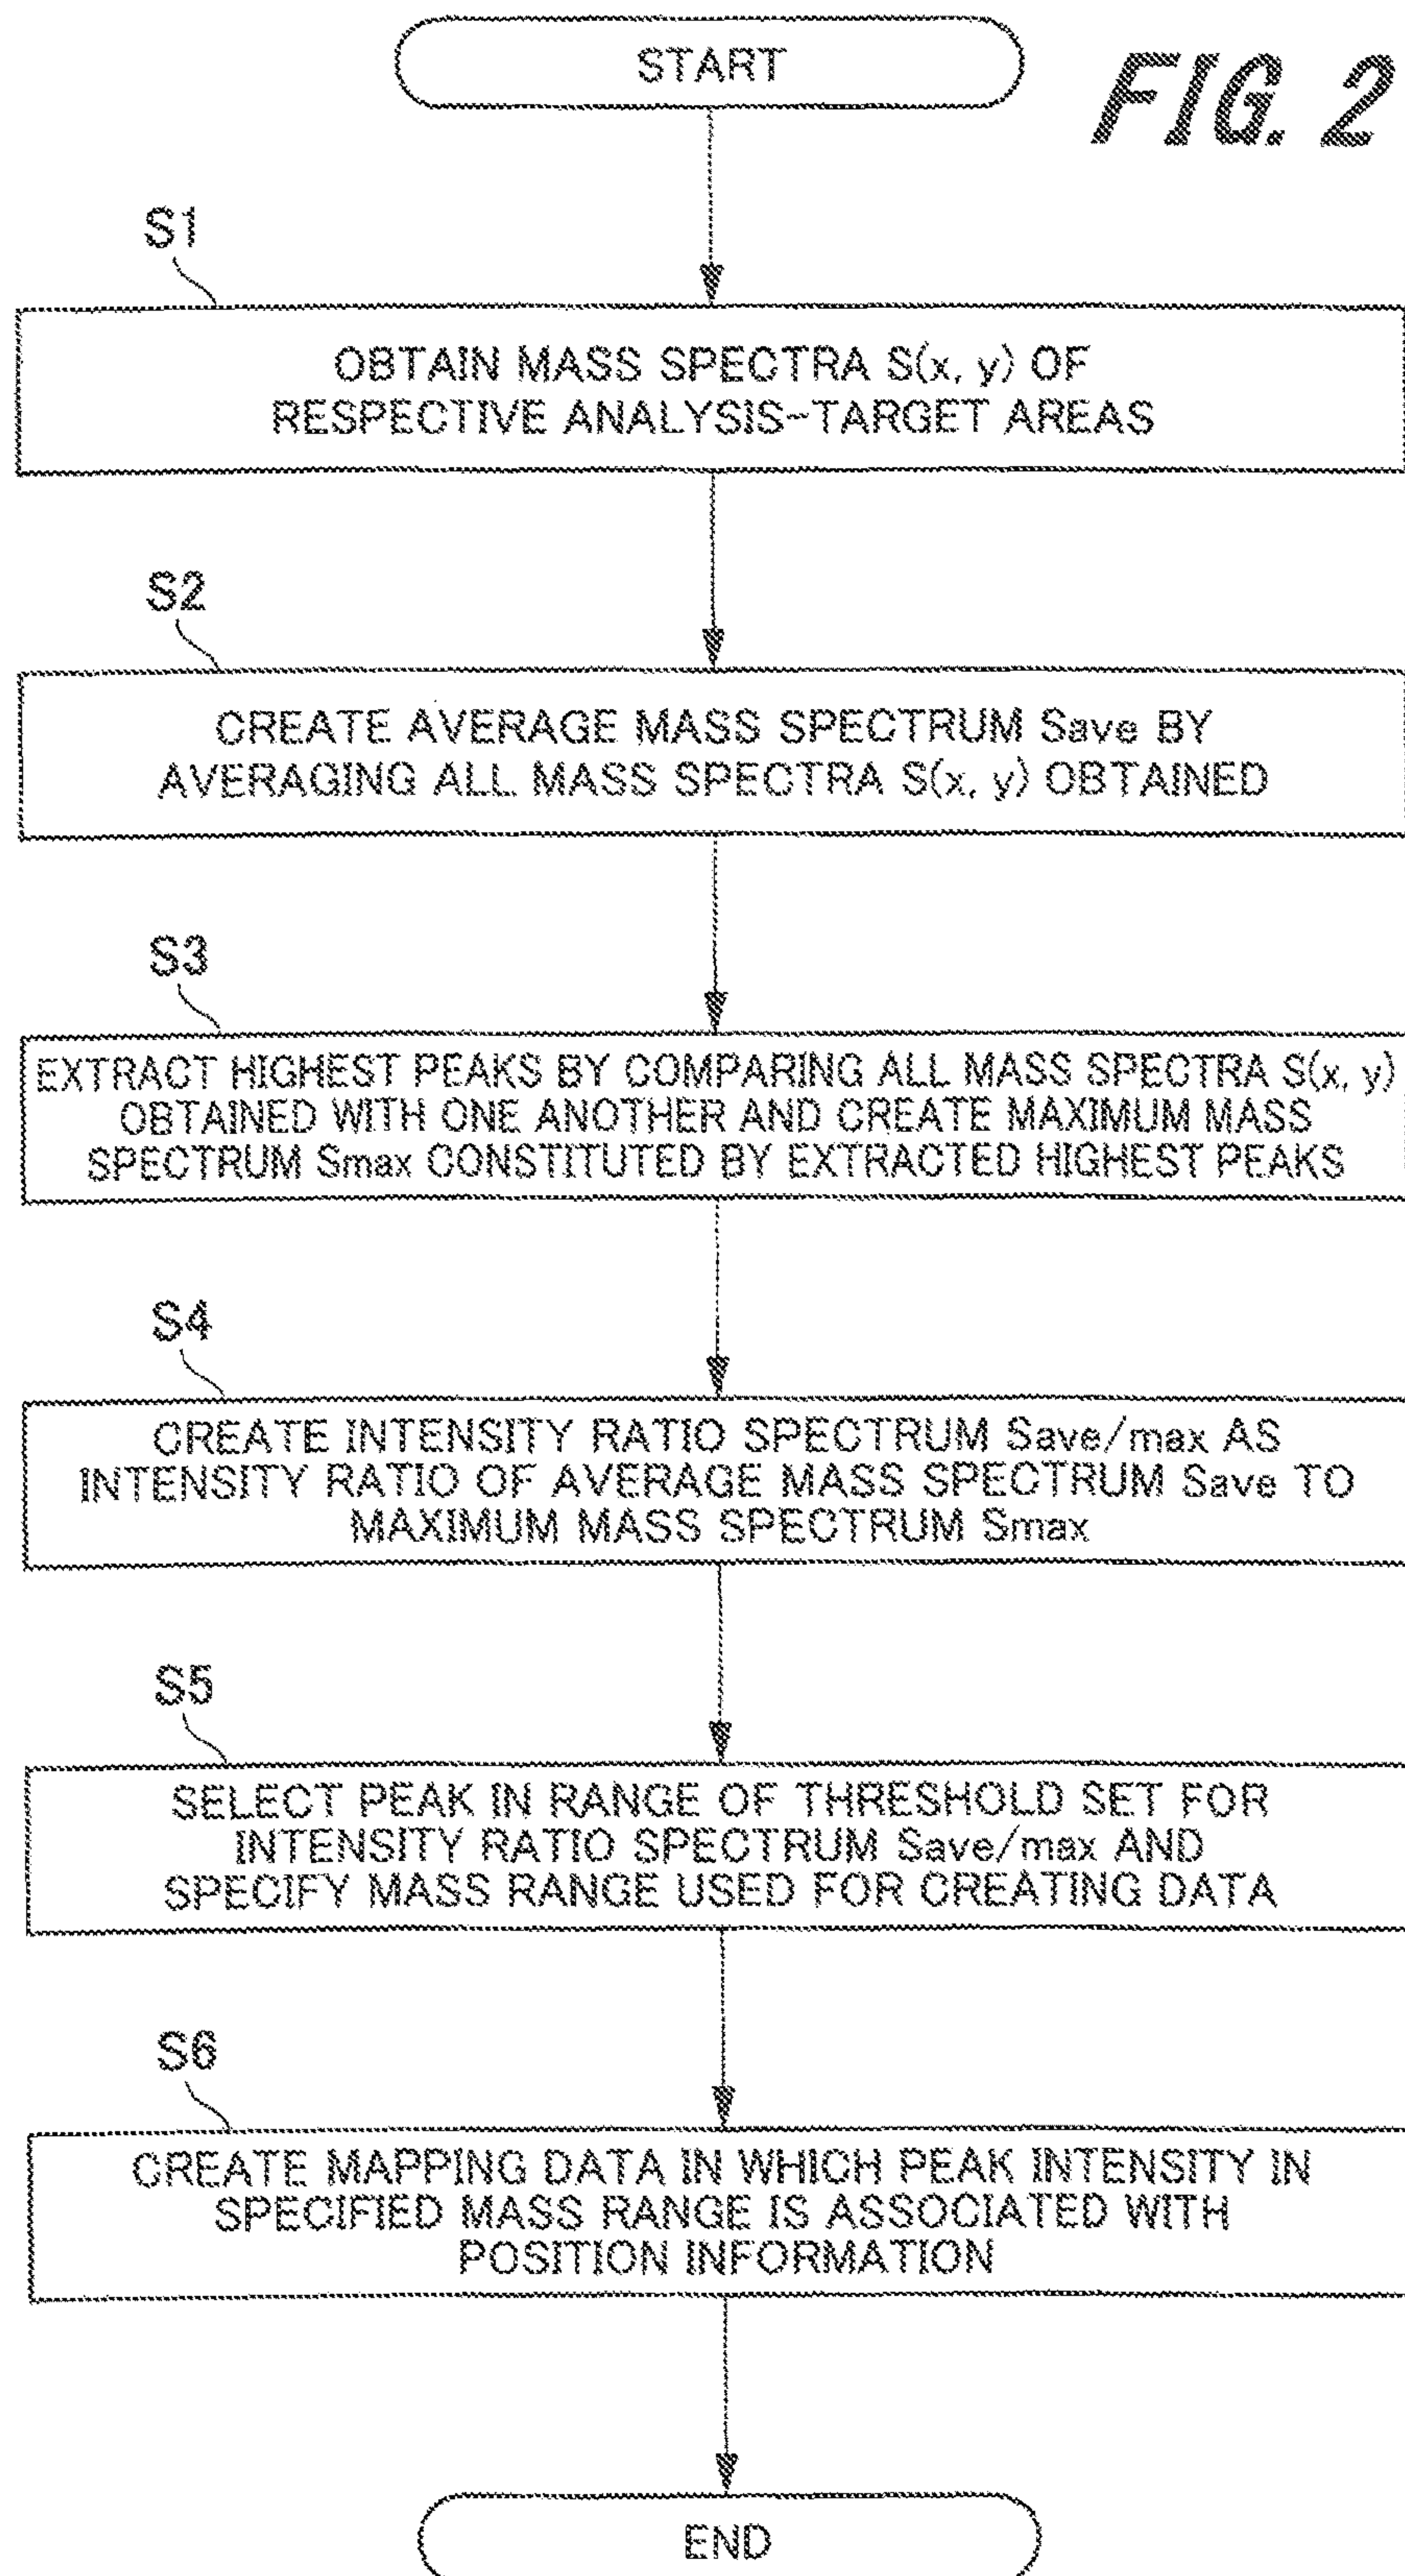 START
FIG. 2
S1
OBTAIN MASS SPECTRA S(x, y) OF
RESPECTIVE ANALYSIS-TARGET AREAS
S2
CREATE AVERAGE MASS SPECTRUM Save BY
AVERAGING ALL MASS SPECTRA S(x, y) OBTAINED
S3
EXTRACT HIGHEST PEAKS BY COMPARING ALL MASS SPECTRA S(x, y)
OBTAINED WITH ONE ANOTHER AND CREATE MAXIMUM MASS
SPECTRUM Smax CONSTITUTED BY EXTRACTED HIGHEST PEAKS
S4
CREATE INTENSITY RATIO SPECTRUM Save/max AS
INTENSITY RATIO OF AVERAGE MASS SPECTRUM Save TO
MAXIMUM MASS SPECTRUM Smax
S5
SELECT PEAK IN RANGE OF THRESHOLD SET FOR
INTENSITY RATIO SPECTRUM Save/max AND
SPECIFY MASS RANGE USED FOR CREATING DATA
S6
CREATE MAPPING DATA IN WHICH PEAK INTENSITY IN
SPECIFIED MASS RANGE IS ASSOCIATED WITH
POSITION INFORMATION
END